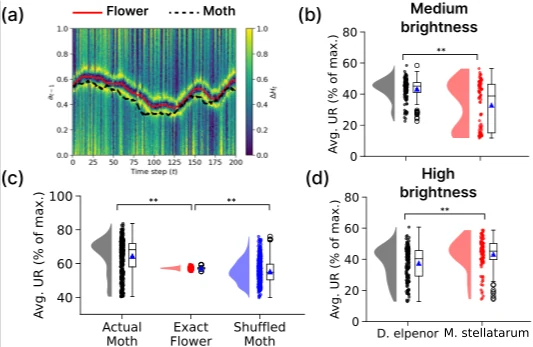 (a)
Flower
Moth
1.0
0.8
0.6
0.4
0.2
0.0
0 25 50 75 100 125 150 175 200
Time step (t)
1.0
0.8
0.6
0.4
0.2
0.0
(b)
Medium
brightness
Avg. UR (% of max.)
80
60
40
20
0
**
(c)
Avg. UR (% of max.)
100
80
60
40
** **
Actual
Moth
Exact
Flower
Shuffled
Moth
(d)
High
brightness
Avg. UR (% of max.)
80
60
40
20
0
**
D. elpenor M. stellatarum